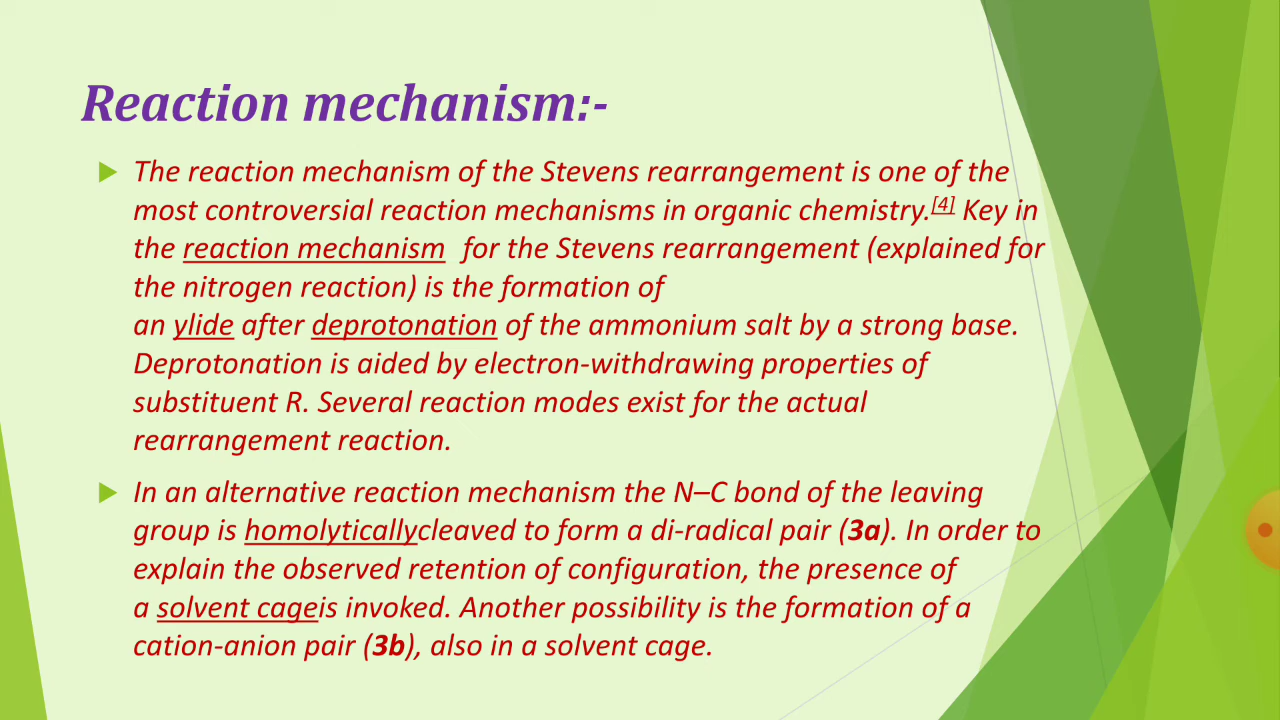 Reaction mechanism:-
The reaction mechanism of the Stevens rearrangement is one of the
most controversial reaction mechanisms in organic chemistry.[4] Key in
the reaction mechanism for the Stevens rearrangement (explained for
the nitrogen reaction) is the formation of
an ylide after deprotonation of the ammonium salt by a strong base.
Deprotonation is aided by electron-withdrawing properties of
substituent R. Several reaction modes exist for the actual
rearrangement reaction.
In an alternative reaction mechanism the N–C bond of the leaving
group is homolyticallycleaved to form a di-radical pair (3a). In order to
explain the observed retention of configuration, the presence of
a solvent cageis invoked. Another possibility is the formation of a
cation-anion pair (3b), also in a solvent cage.